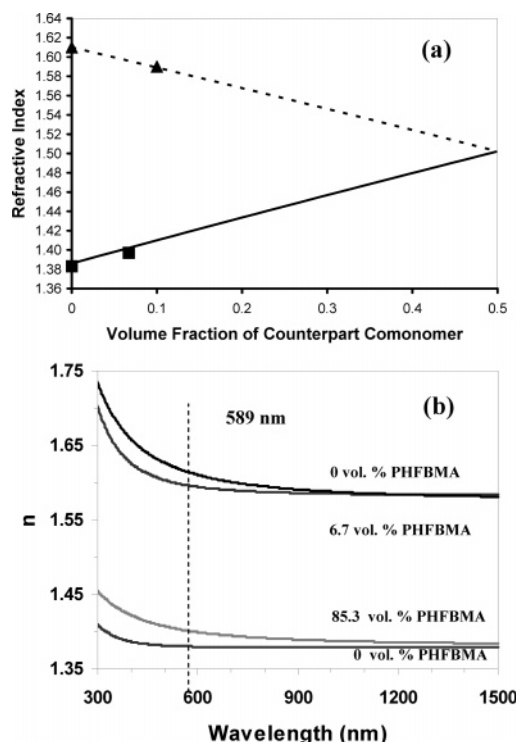 (a)
Refractive Index
1.64
1.62
1.60
1.58
1.56
1.54
1.52
1.50
1.48
1.46
1.44
1.42
1.40
1.38
1.36
0 0.1 0.2 0.3 0.4 0.5
Volume Fraction of Counterpart Comonomer
(b)
n
1.75
1.65
1.55
1.45
1.35
589 nm
0 vol. % PHFBMA
6.7 vol. % PHFBMA
85.3 vol. % PHFBMA
0 vol. % PHFBMA
300 600 900 1200 1500
Wavelength (nm)